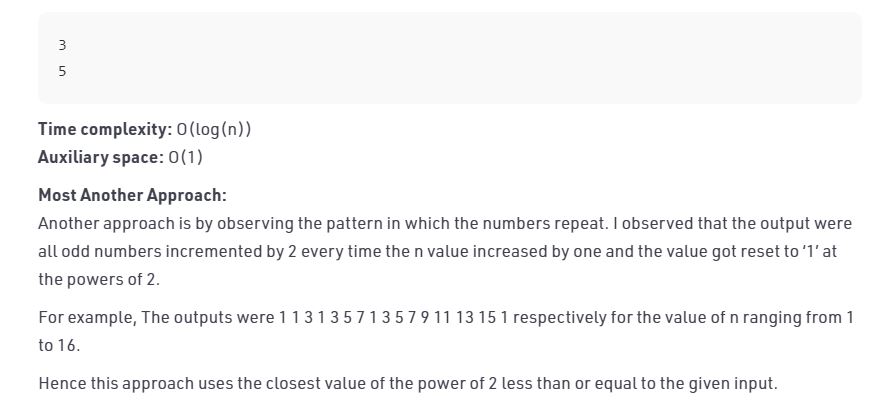 3
5
Time complexity: O(log(n))
Auxiliary space: O(1)
Most Another Approach:
Another approach is by observing the pattern in which the numbers repeat. I observed that the output were
all odd numbers incremented by 2 every time the n value increased by one and the value got reset to ‘1’ at
the powers of 2.
For example, The outputs were 1 1 3 1 3 5 7 1 3 5 7 9 11 13 15 1 respectively for the value of n ranging from 1
to 16.
Hence this approach uses the closest value of the power of 2 less than or equal to the given input.